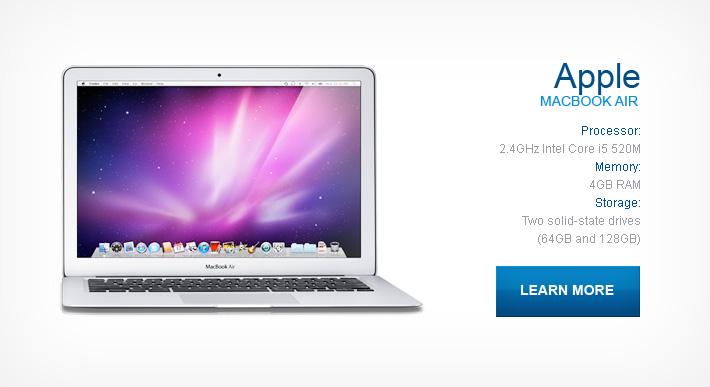 Apple
MACBOOK AIR
Processor:
2.4GHz Intel Core i5 520M
Memory:
4GB RAM
Storage:
Two solid-state drives
(64GB and 128GB)
LEARN MORE
MacBook Air